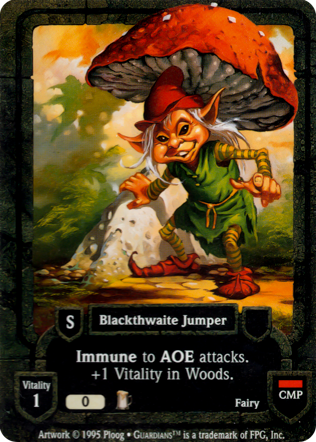 S Blackthwaite Jumper
Immune to AOE attacks.
+1 Vitality in Woods.
Vitality
1
0
Fairy
CMP
Artwork © 1995 Ploog • GUARDIANS™ is a trademark of FPG, Inc.